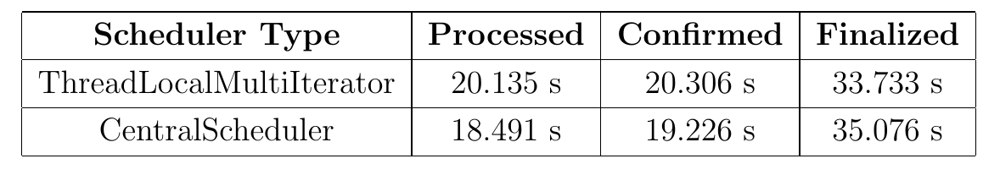 Scheduler Type Processed Confirmed Finalized
ThreadLocalMultiIterator 20.135 s 20.306 s 33.733 s
CentralScheduler 18.491 s 19.226 s 35.076 s